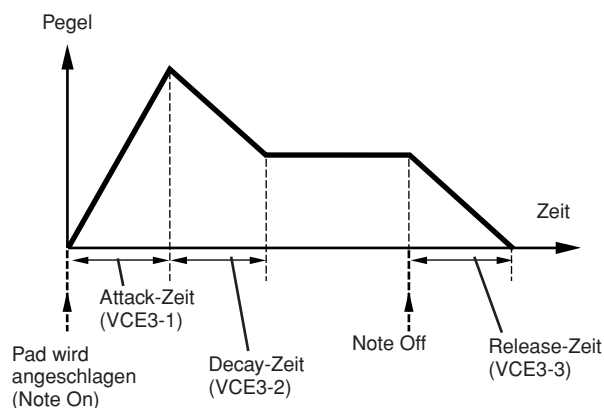 Pegel
Zeit
Attack-Zeit
(VCE3-1)
Pad wird
angeschlagen
(Note On)
Decay-Zeit
(VCE3-2)
Note Off
Release-Zeit
(VCE3-3)